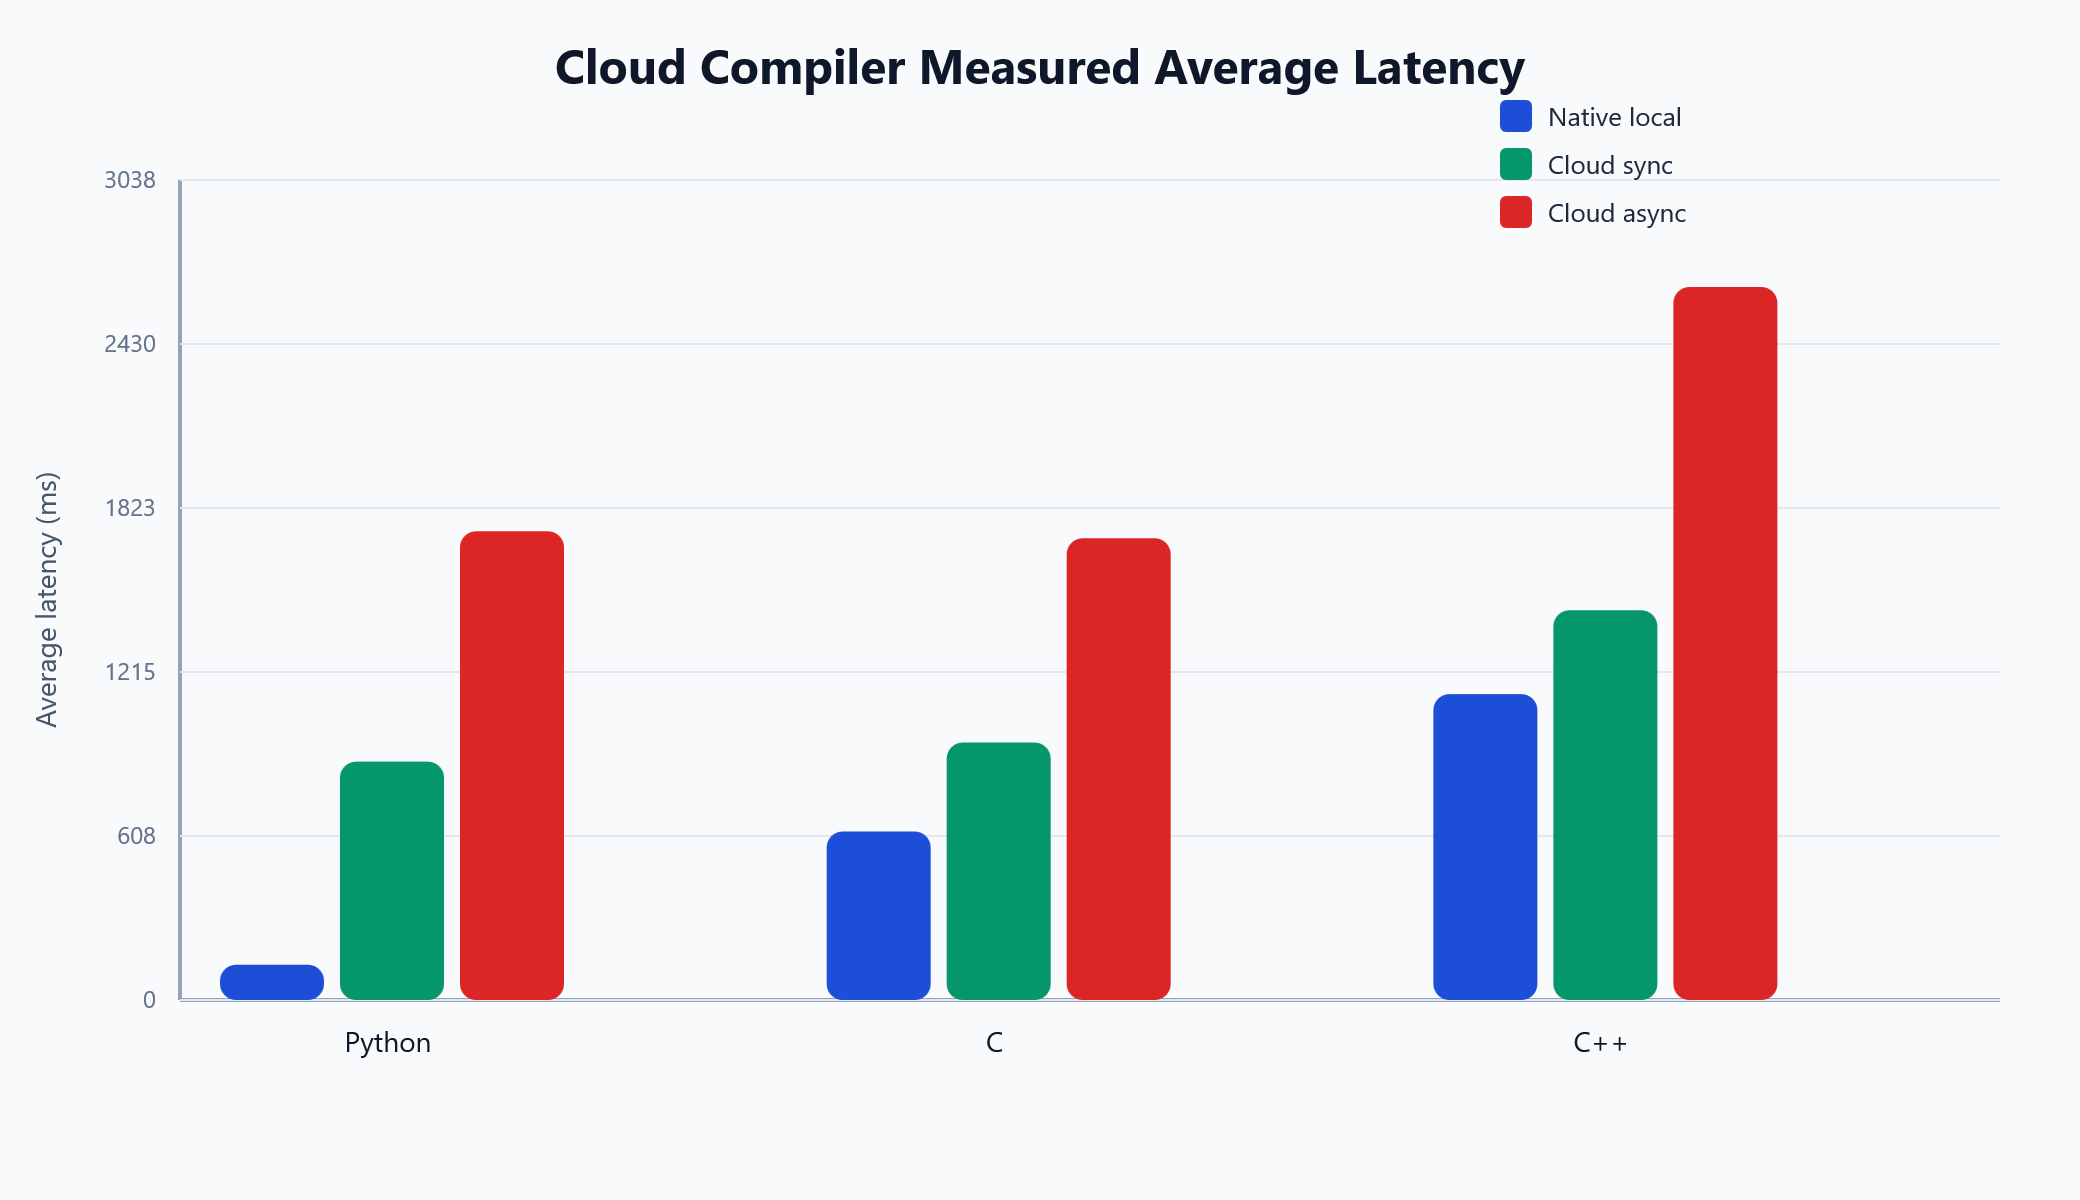 Cloud Compiler Measured Average Latency
Native local
Cloud sync
Cloud async
3038
2430
1823
1215
608
0
Average latency (ms)
Python
C
C++